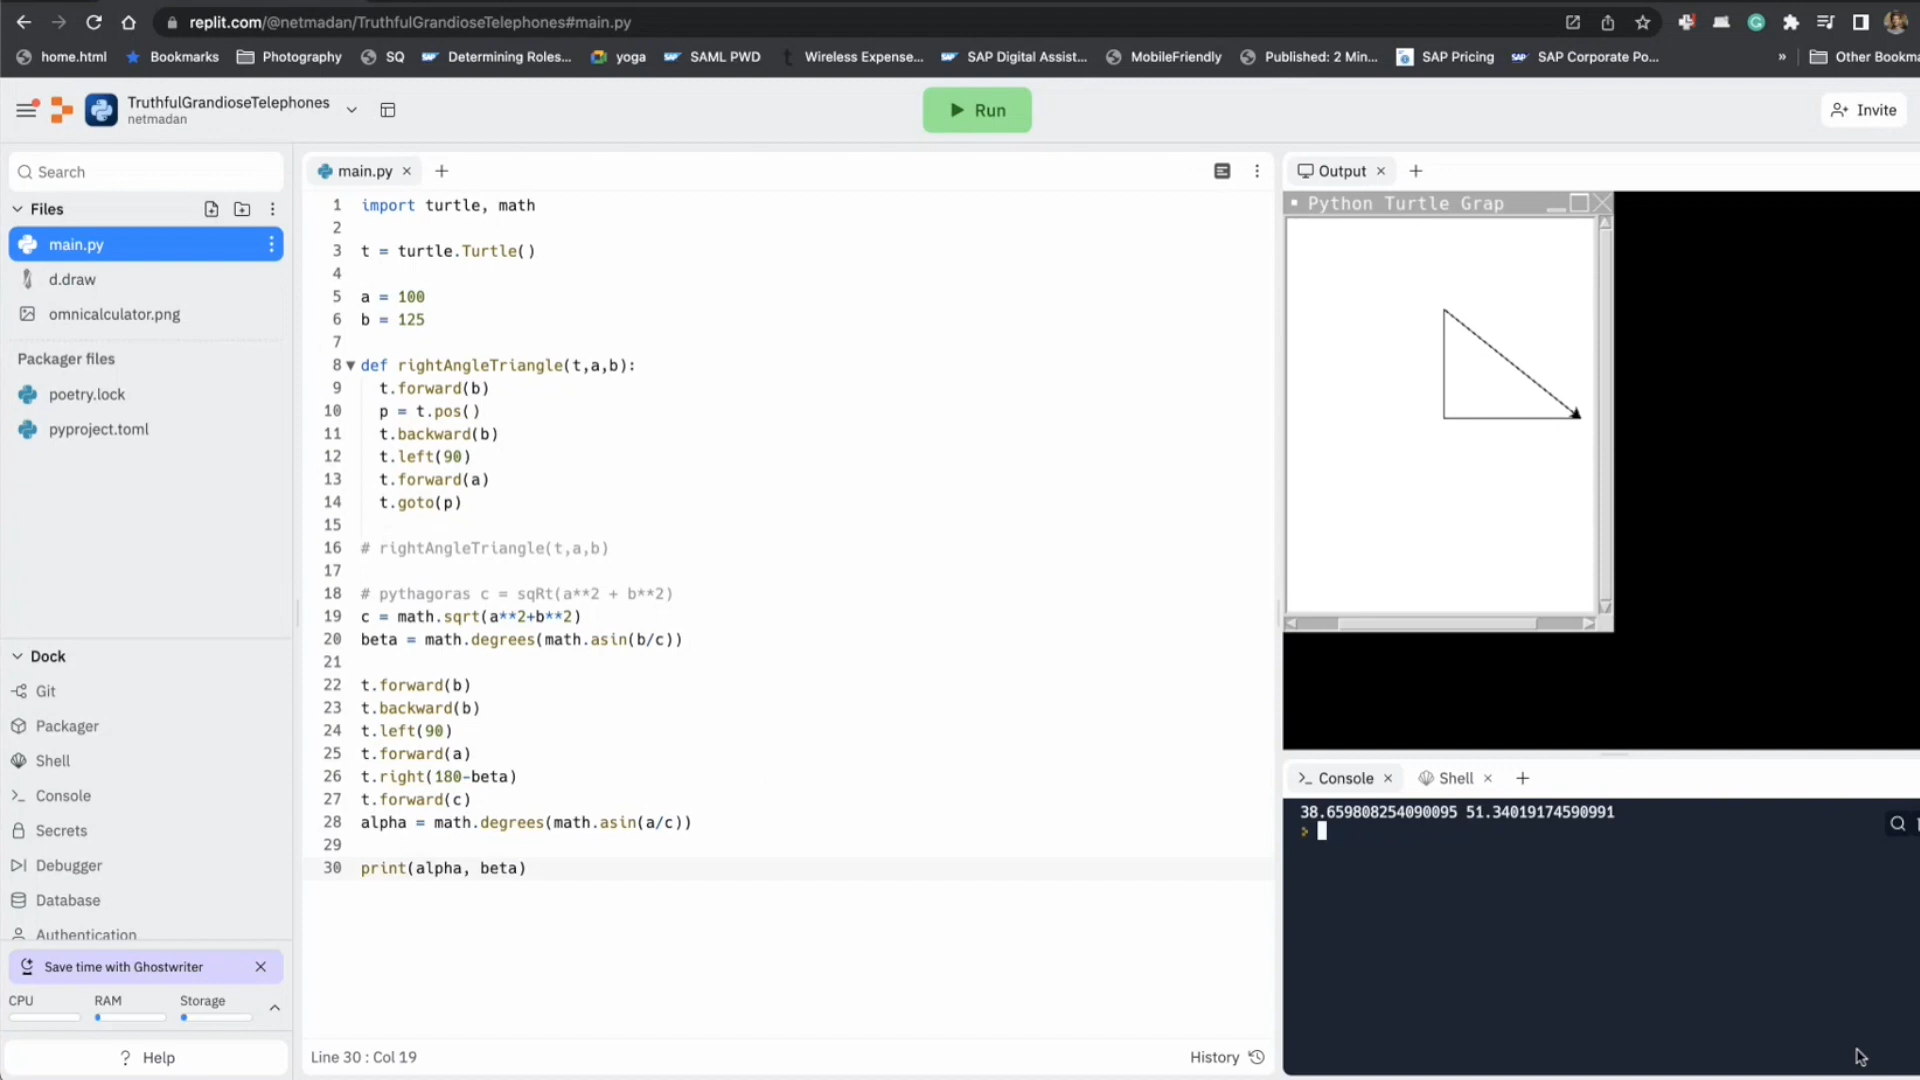 replit.com/@netmadan/TruthfulGrandioseTelephones#main.py
home.html Bookmarks Photography SQ Determining Roles... yoga SAML PWD Wireless Expense... SAP Digital Assist... MobileFriendly Published: 2 Min... SAP Pricing SAP Corporate Po... » Other Bookma
TruthfulGrandioseTelephones
netmadan
Run
Invite
Search
Files
main.py
d.draw
omnicalculator.png
Packager files
poetry.lock
pyproject.toml
Dock
Git
Packager
Shell
Console
Secrets
Debugger
Database
Authentication
Save time with Ghostwriter
CPU RAM Storage
? Help
main.py
1 import turtle, math
2
3 t = turtle.Turtle()
4
5 a = 100
6 b = 125
7
8 def rightAngleTriangle(t,a,b):
9 t.forward(b)
10 p = t.pos()
11 t.backward(b)
12 t.left(90)
13 t.forward(a)
14 t.goto(p)
15
16 # rightAngleTriangle(t,a,b)
17
18 # pythagoras c = sqRt(a**2 + b**2)
19 c = math.sqrt(a**2+b**2)
20 beta = math.degrees(math.asin(b/c))
21
22 t.forward(b)
23 t.backward(b)
24 t.left(90)
25 t.forward(a)
26 t.right(180-beta)
27 t.forward(c)
28 alpha = math.degrees(math.asin(a/c))
29
30 print(alpha, beta)
Line 30 : Col 19
History
Output
Python Turtle Grap
>_ Console
Shell
38.659808254090095 51.34019174590991
>